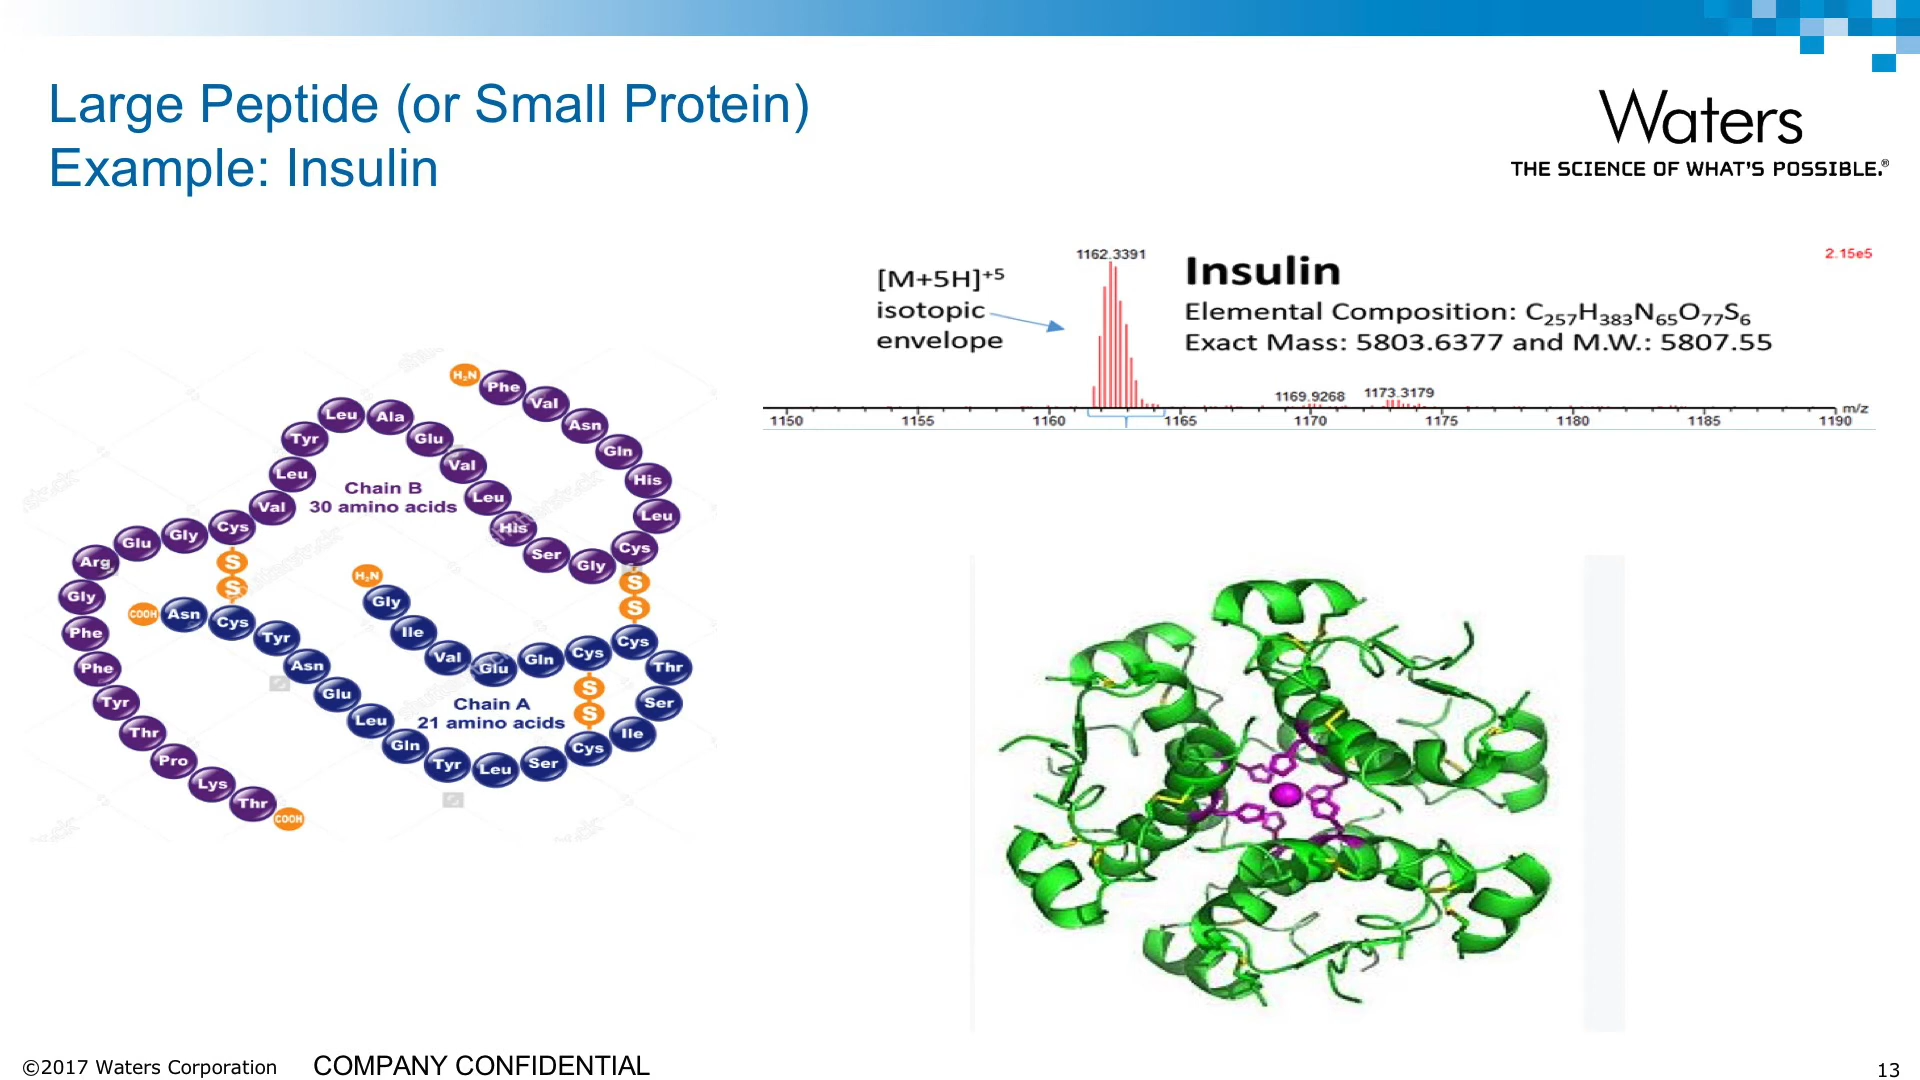 Large Peptide (or Small Protein)
Example: Insulin
Waters
THE SCIENCE OF WHAT'S POSSIBLE.®
1162.3391
Insulin
2.15e5
[M+5H]⁺⁵
isotopic
envelope
Elemental Composition: C₂₅₇H₃₈₃N₆₅O₇₇S₆
Exact Mass: 5803.6377 and M.W.: 5807.55
1169.9268
1173.3179
m/z
1150 1155 1160 1165 1170 1175 1180 1185 1190
H₂N Phe Val Asn Gln His Leu Cys Gly Ser His Leu Val Glu Ala Leu Tyr Leu Val Cys Gly Glu Arg Gly Phe Phe Tyr Thr Pro Lys Thr COOH
Chain B
30 amino acids
S S
S S
H₂N Gly Ile Val Glu Gln Cys Cys Thr Ser Ile Cys Ser Leu Tyr Gln Leu Glu Asn Tyr Cys Asn COOH
S S
Chain A
21 amino acids
©2017 Waters Corporation COMPANY CONFIDENTIAL
13